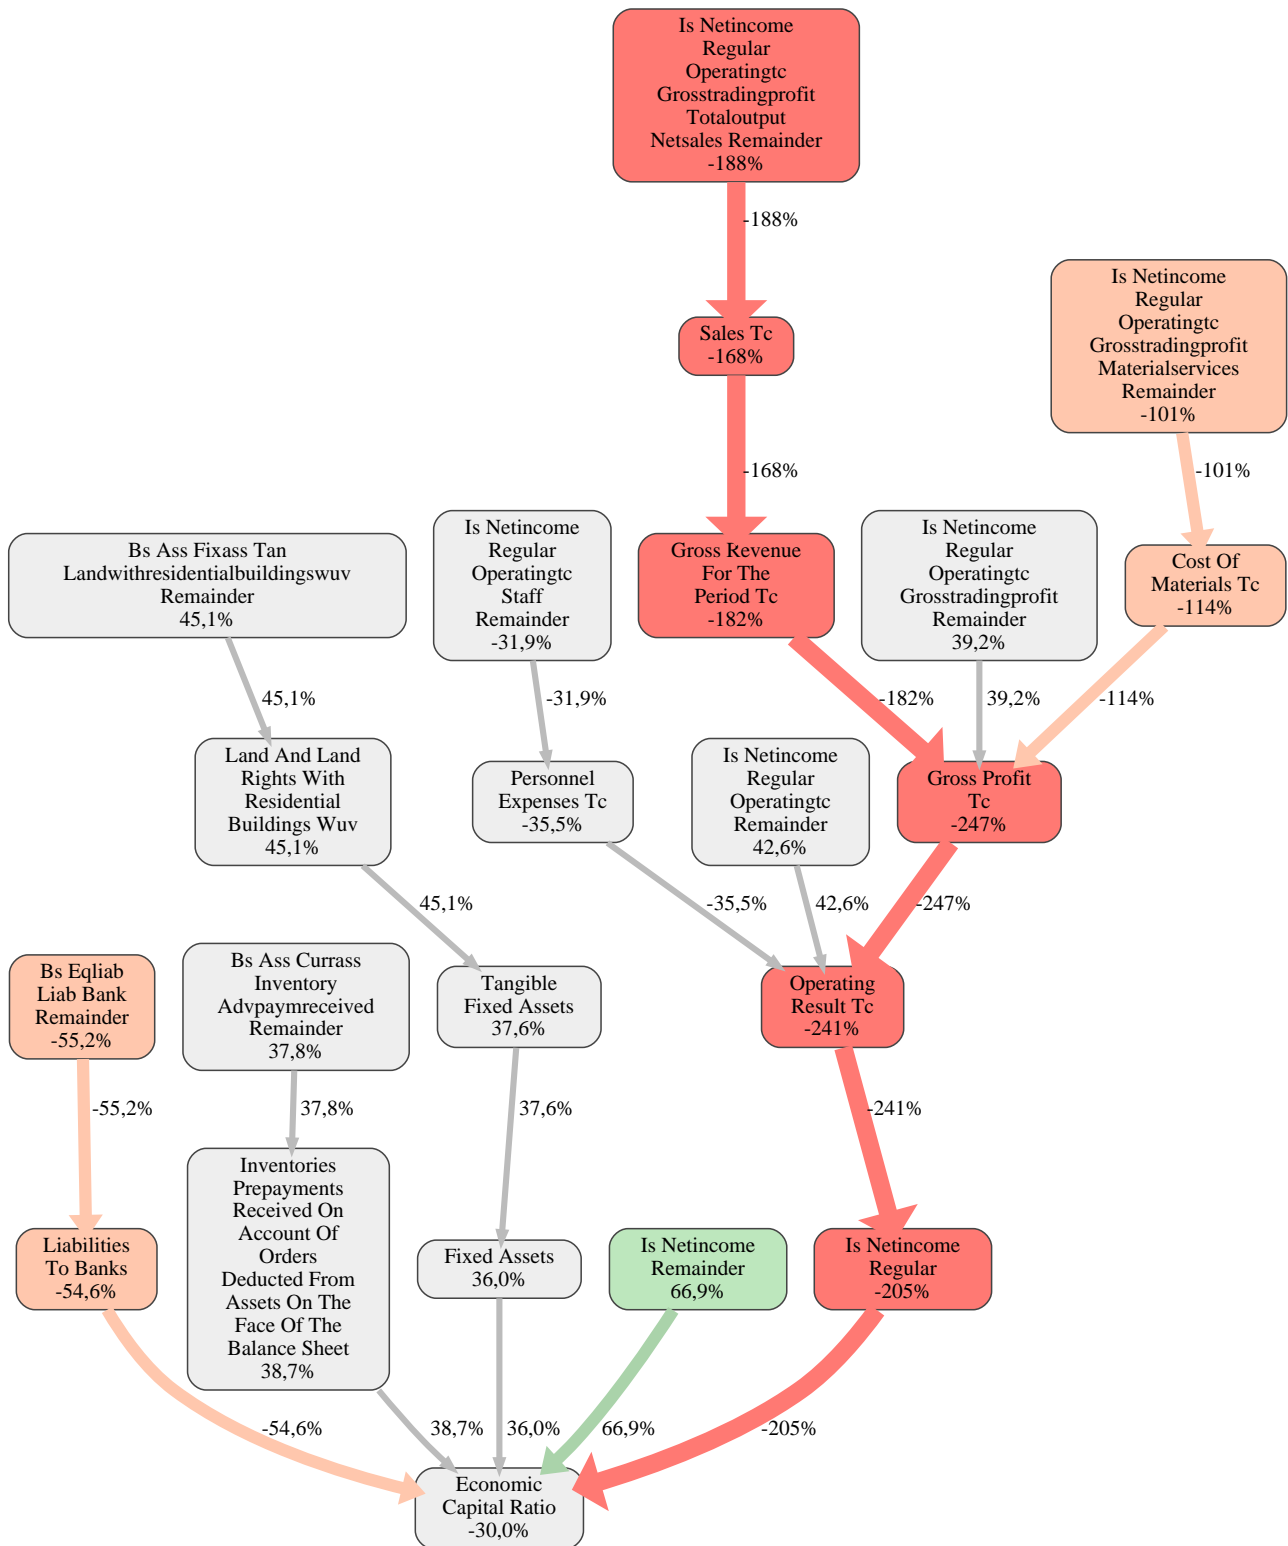 Is Netincome
Regular
Operatingtc
Grosstradingprofit
Totaloutput
Netsales Remainder
-188%
-188%
Is Netincome
Regular
Operatingtc
Grosstradingprofit
Materialservices
Remainder
-101%
Sales Tc
-168%
-168%
-101%
Bs Ass Fixass Tan
Landwithresidentialbuildingswuv
Remainder
45,1%
Is Netincome
Regular
Operatingtc
Staff
Remainder
-31,9%
Gross Revenue
For The
Period Tc
-182%
Is Netincome
Regular
Operatingtc
Grosstradingprofit
Remainder
39,2%
Cost Of
Materials Tc
-114%
45,1%
-31,9%
-182%
39,2%
-114%
Land And Land
Rights With
Residential
Buildings Wuv
45,1%
Personnel
Expenses Tc
-35,5%
Is Netincome
Regular
Operatingtc
Remainder
42,6%
Gross Profit
Tc
-247%
45,1%
-35,5%
42,6%
-247%
Bs Eqliab
Liab Bank
Remainder
-55,2%
Bs Ass Currass
Inventory
Advpaymreceived
Remainder
37,8%
Tangible
Fixed Assets
37,6%
Operating
Result Tc
-241%
-55,2%
37,8%
37,6%
-241%
Liabilities
To Banks
-54,6%
Inventories
Prepayments
Received On
Account Of
Orders
Deducted From
Assets On The
Face Of The
Balance Sheet
38,7%
Fixed Assets
36,0%
Is Netincome
Remainder
66,9%
Is Netincome
Regular
-205%
-54,6%
38,7%
36,0%
66,9%
-205%
Economic
Capital Ratio
-30,0%